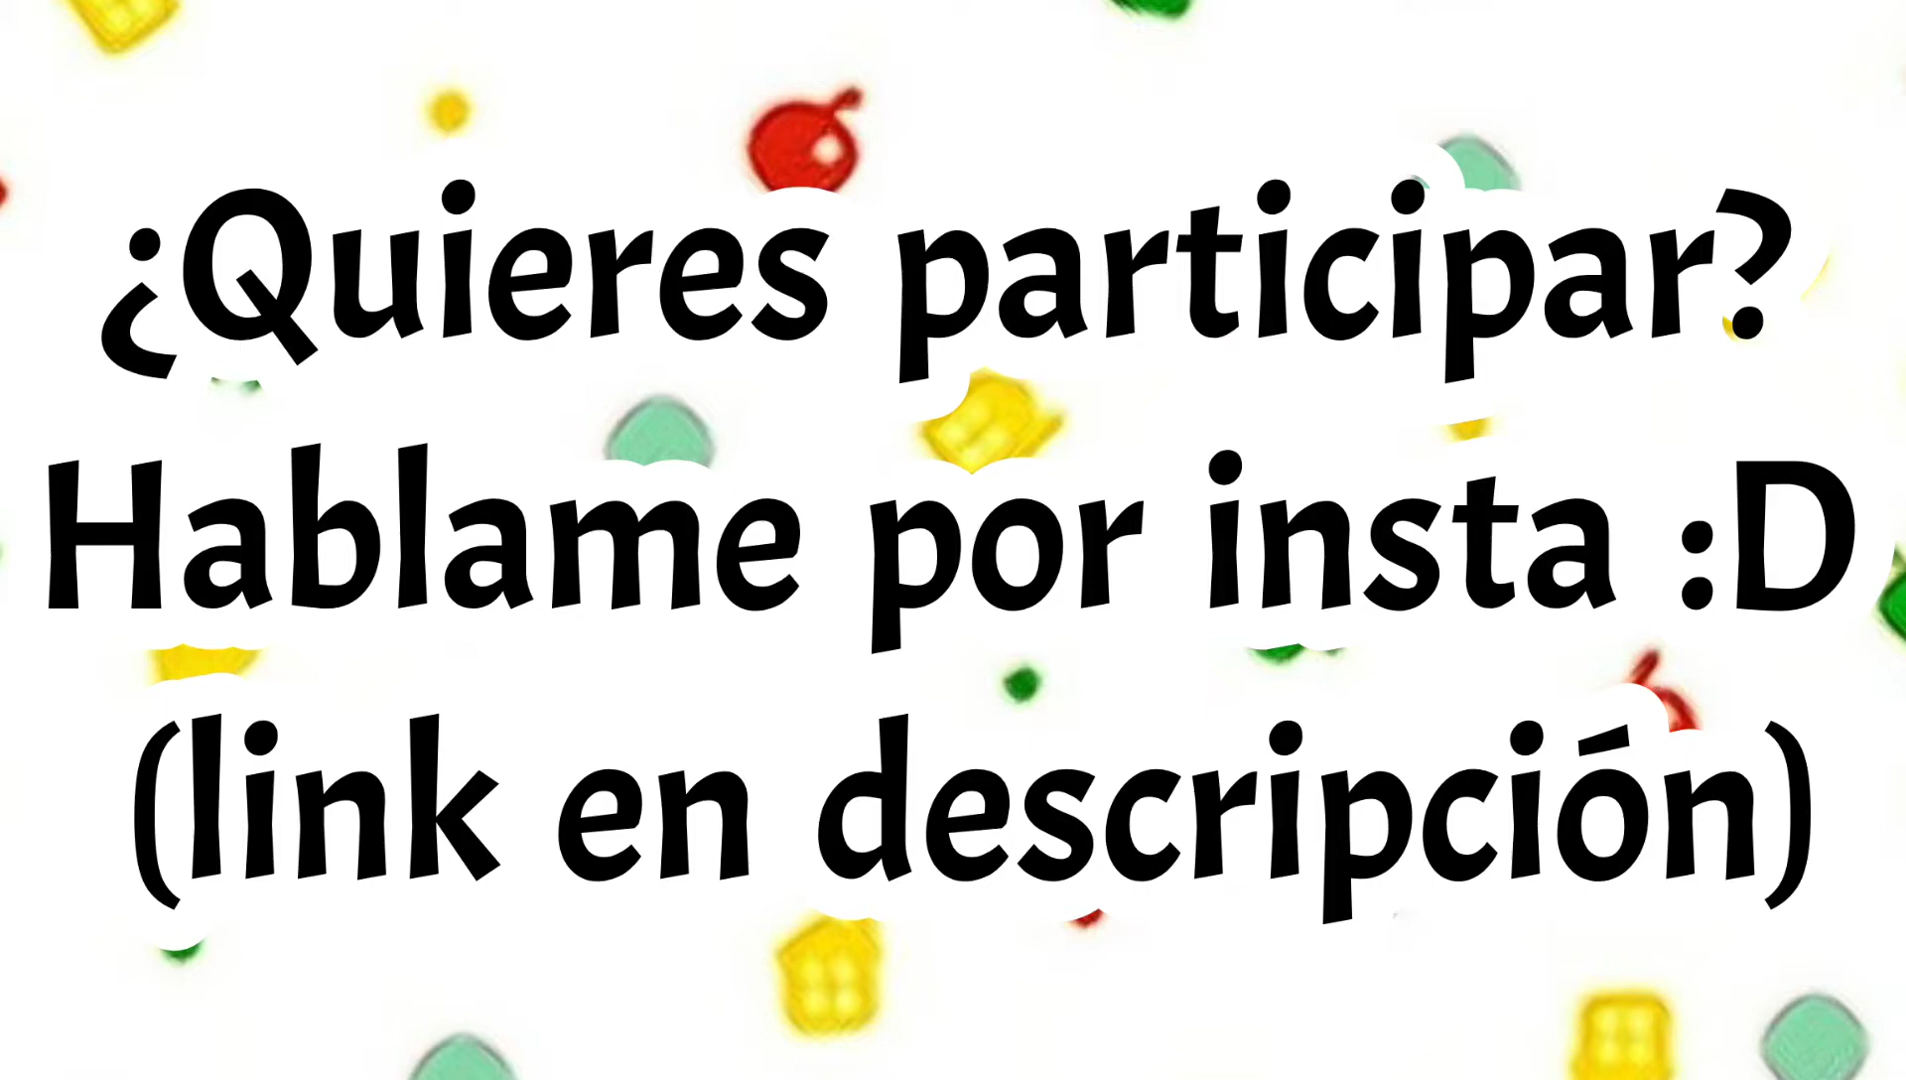 ¿Quieres participar?
Hablame por insta :D
(link en descripción)